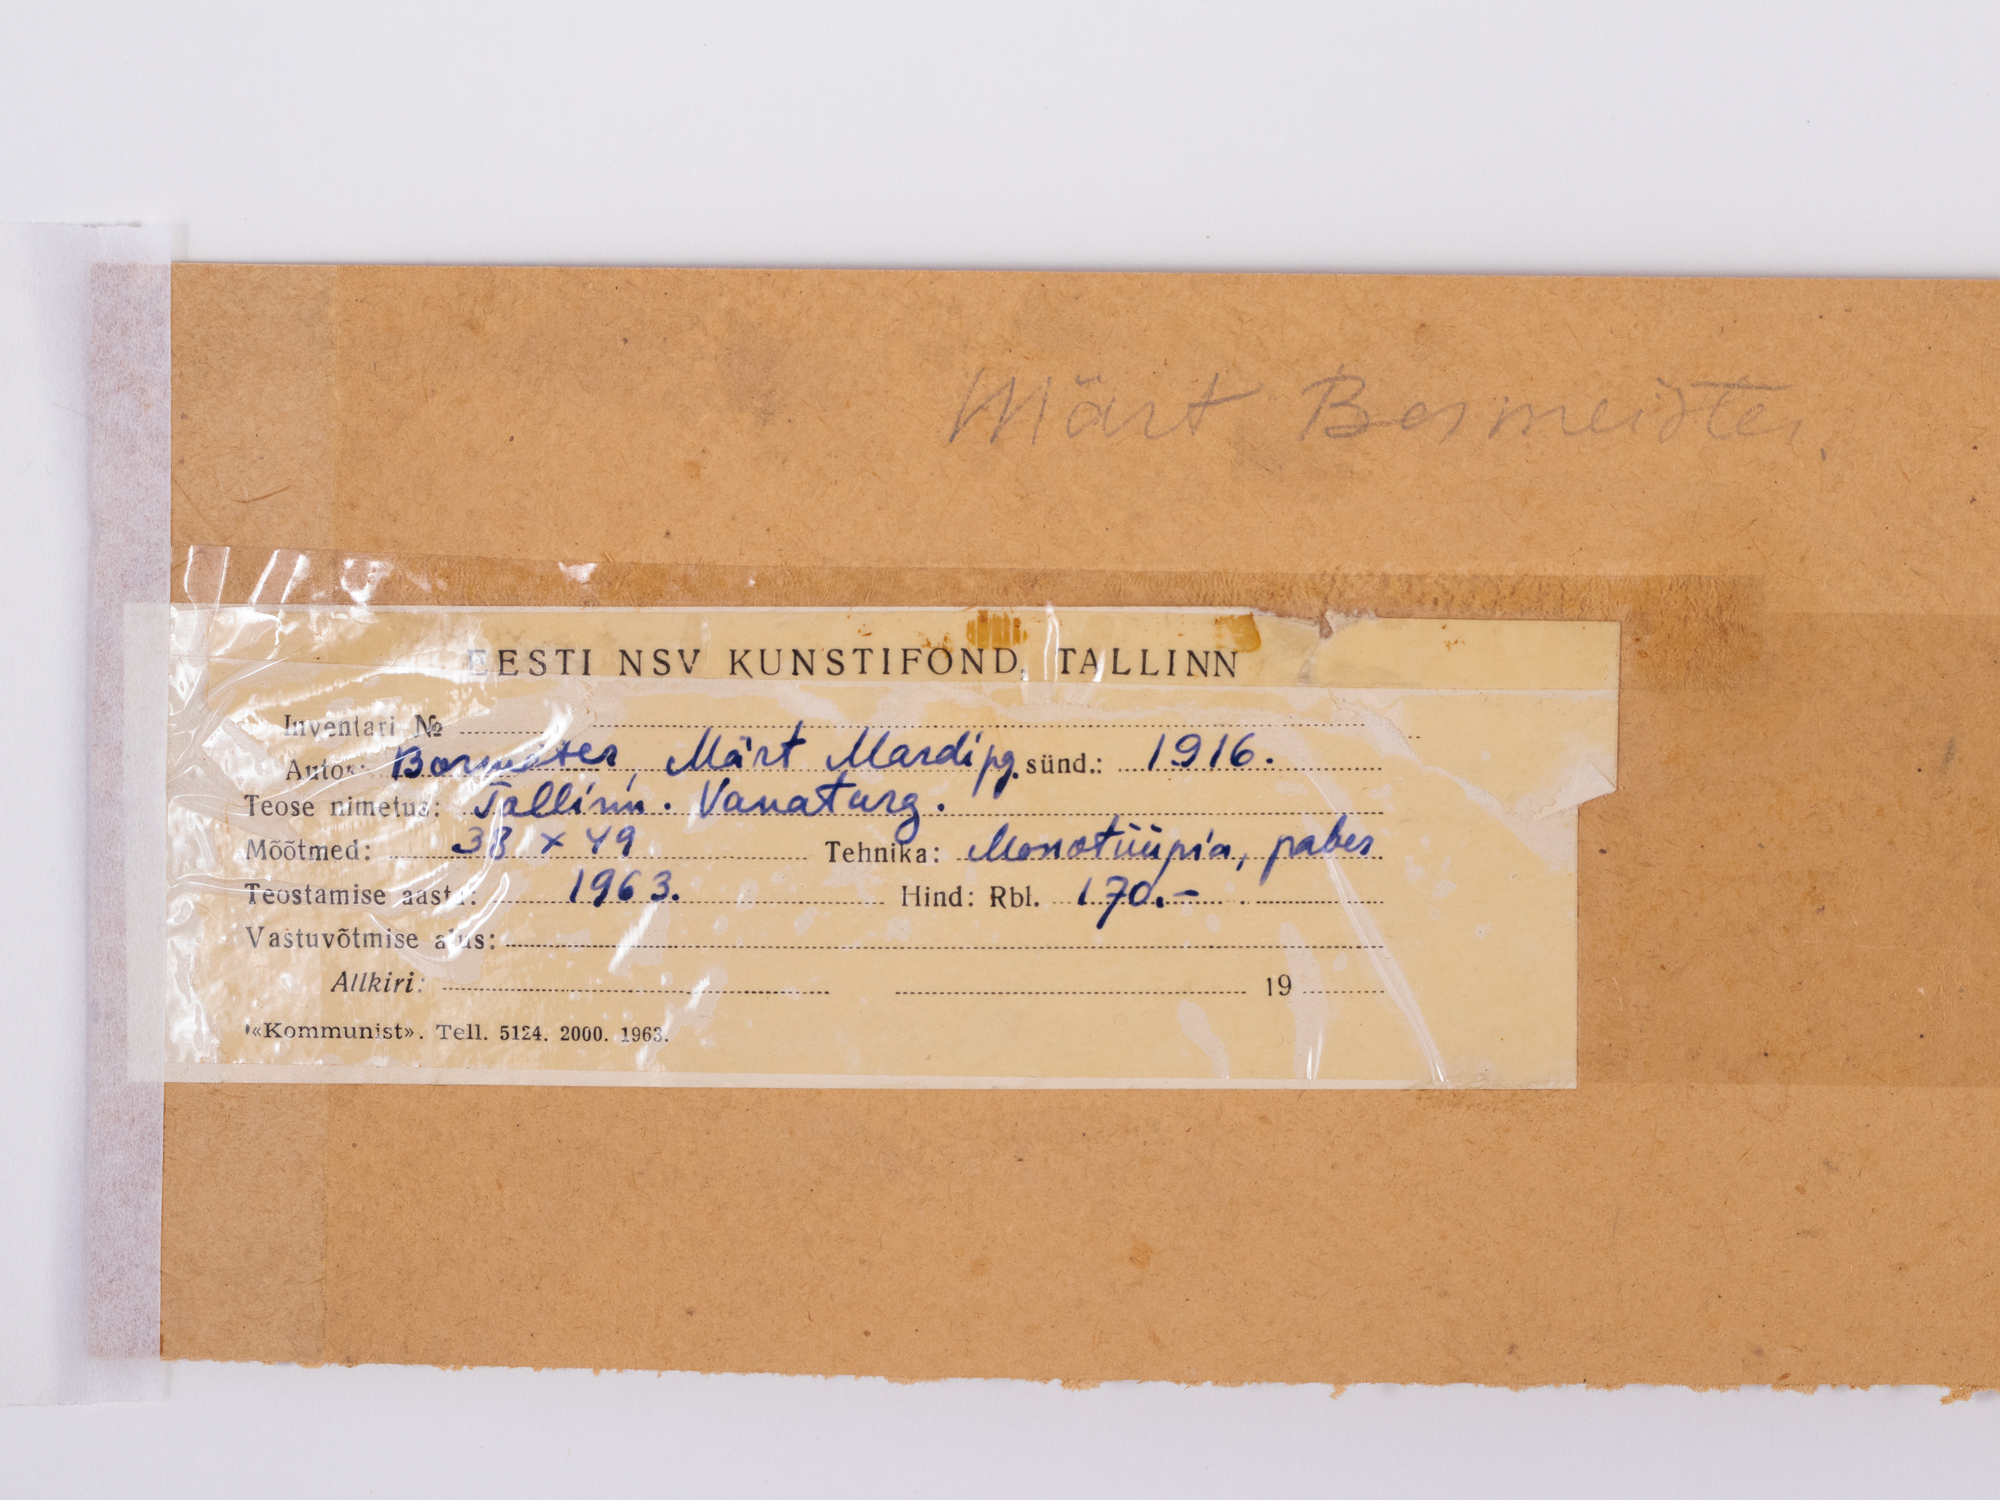 Märt Bormeister
EESTI NSV KUNSTIFOND, TALLINN
Inventari №
Autor: Bormeister, Märt Mardi pg. sünd.: 1916.
Teose nimetus: Tallinn. Vanaturg.
Mõõtmed: 38 x 49 Tehnika: Monotüüpia, paber
Teostamise aasta: 1963. Hind: Rbl. 170.-
Vastuvõtmise alus:
Allkiri: 19
«Kommunist». Tell. 5124. 2000. 1963.